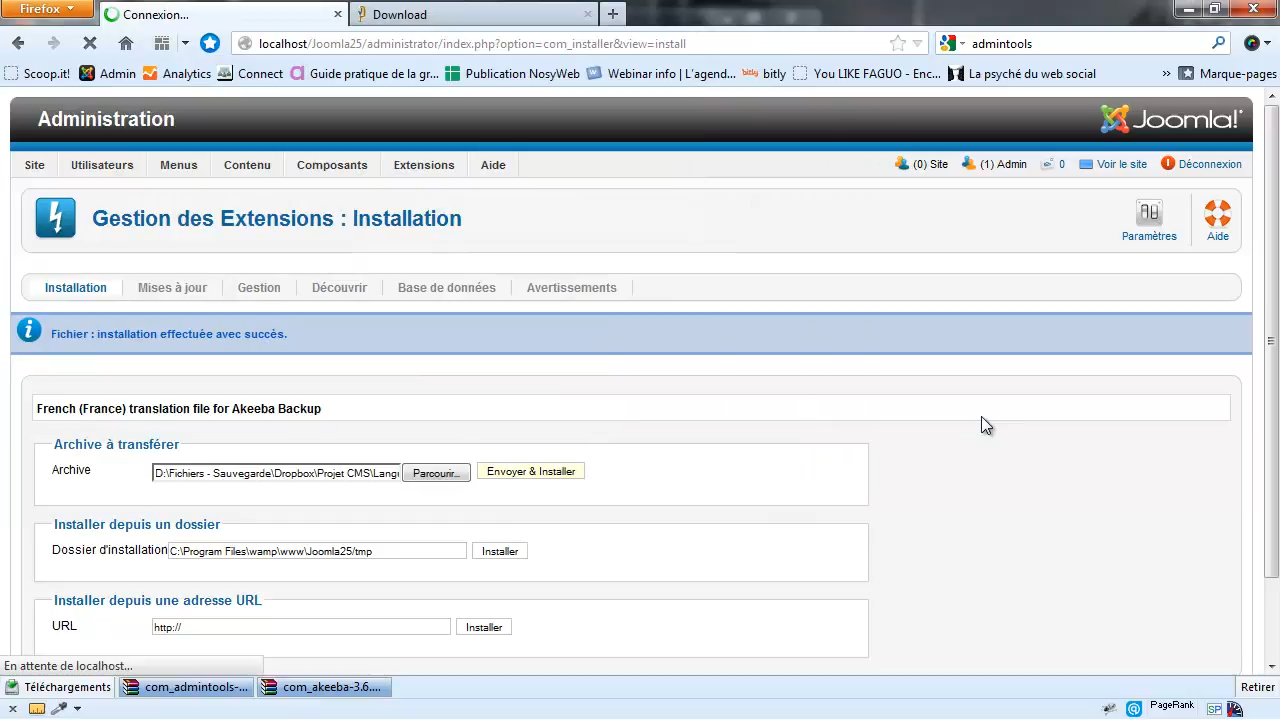 Firefox
Connexion...
Download
localhost/Joomla25/administrator/index.php?option=com_installer&view=install
admintools
Scoop.it!
Admin
Analytics
Connect
Guide pratique de la gr...
Publication NosyWeb
Webinar info | L'agend...
bitly
bitly
You LIKE FAGUO - Enc...
La psyché du web social
»
Marque-pages
Administration
Joomla!
Site
Utilisateurs
Menus
Contenu
Composants
Extensions
Aide
(0) Site
(1) Admin
0
Voir le site
Déconnexion
Gestion des Extensions : Installation
Paramètres
Aide
Installation
Mises à jour
Gestion
Découvrir
Base de données
Avertissements
Fichier : installation effectuée avec succès.
French (France) translation file for Akeeba Backup
Archive à transférer
Archive
D:\Fichiers - Sauvegarde\Dropbox\Projet CMS\Langu
Parcourir...
Envoyer & Installer
Installer depuis un dossier
Dossier d'installation
C:\Program Files\wamp\www\Joomla25/tmp
Installer
Installer depuis une adresse URL
URL
http://
Installer
En attente de localhost...
Téléchargements
com_admintools-...
com_akeeba-3.6....
Retirer
PageRank
SP